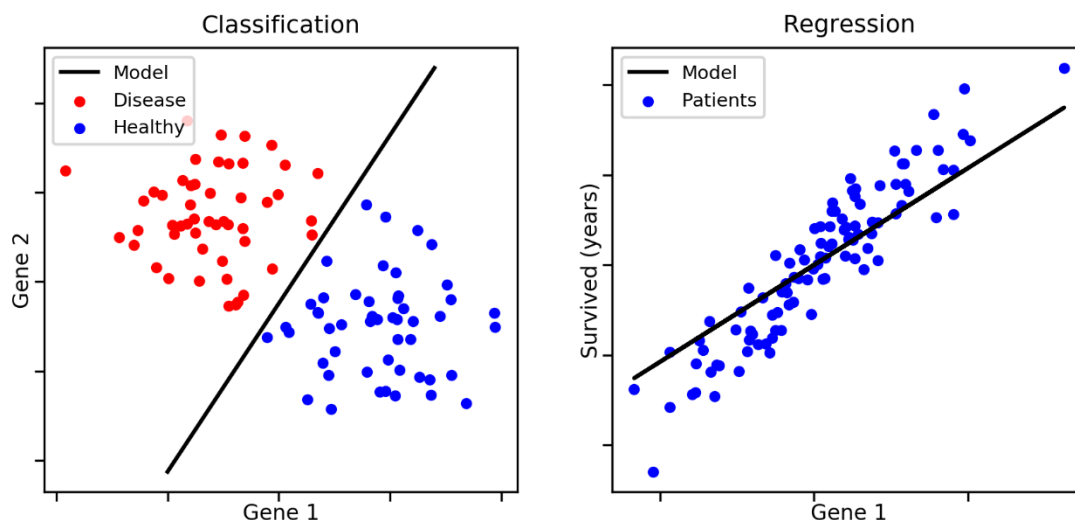 Classification
Model
Disease
Healthy
Gene 2
Gene 1
Regression
Model
Patients
Survived (years)
Gene 1